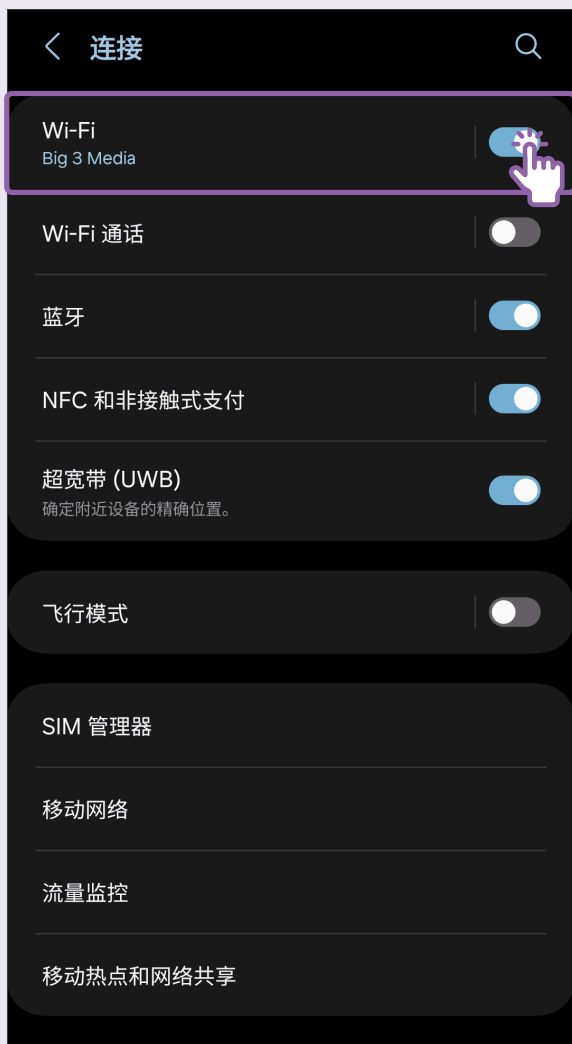 连接
Wi-Fi
Big 3 Media
Wi-Fi 通话
蓝牙
NFC 和非接触式支付
超宽带 (UWB)
确定附近设备的精确位置。
飞行模式
SIM 管理器
移动网络
流量监控
移动热点和网络共享